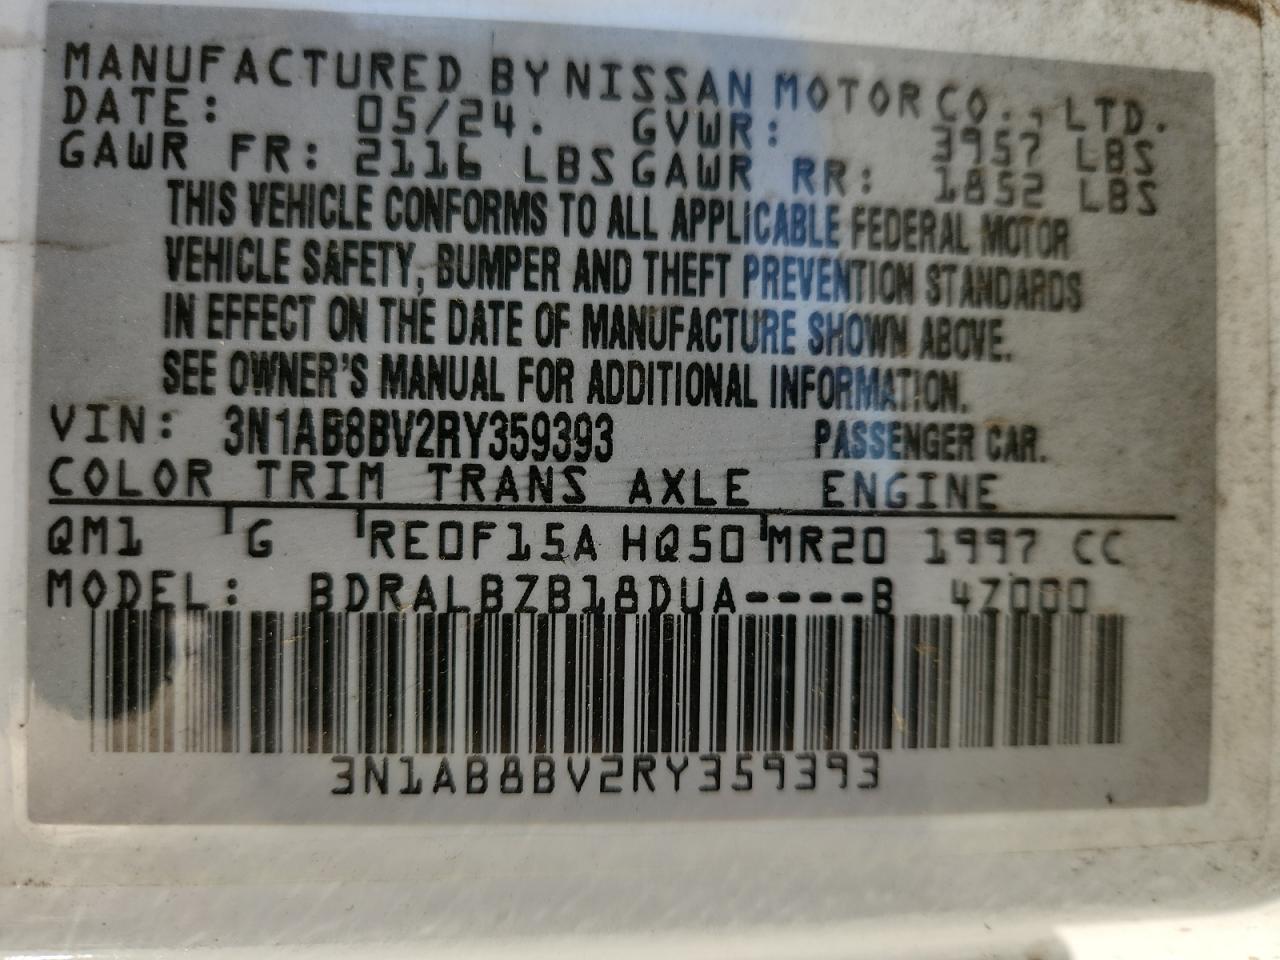 MANUFACTURED BY NISSAN MOTOR CO., LTD.
DATE: 05/24. GVWR: 3957 LBS
GAWR FR: 2116 LBS GAWR RR: 1852 LBS
THIS VEHICLE CONFORMS TO ALL APPLICABLE FEDERAL MOTOR
VEHICLE SAFETY, BUMPER AND THEFT PREVENTION STANDARDS
IN EFFECT ON THE DATE OF MANUFACTURE SHOWN ABOVE.
SEE OWNER'S MANUAL FOR ADDITIONAL INFORMATION.
VIN: 3N1AB8BV2RY359393 PASSENGER CAR.
COLOR TRIM TRANS AXLE ENGINE
QM1 G RE0F15A HQ50 MR20 1997 CC
MODEL: BDRALBZB18DUA----B 4Z000
3N1AB8BV2RY359393